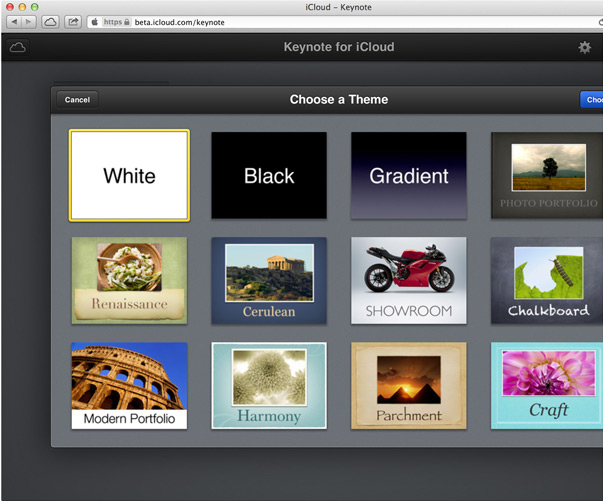 iCloud – Keynote
https beta.icloud.com/keynote
Keynote for iCloud
Cancel
Choose a Theme
Choo
White
Black
Gradient
PHOTO PORTFOLIO
Renaissance
Cerulean
SHOWROOM
Chalkboard
Modern Portfolio
Harmony
Parchment
Craft